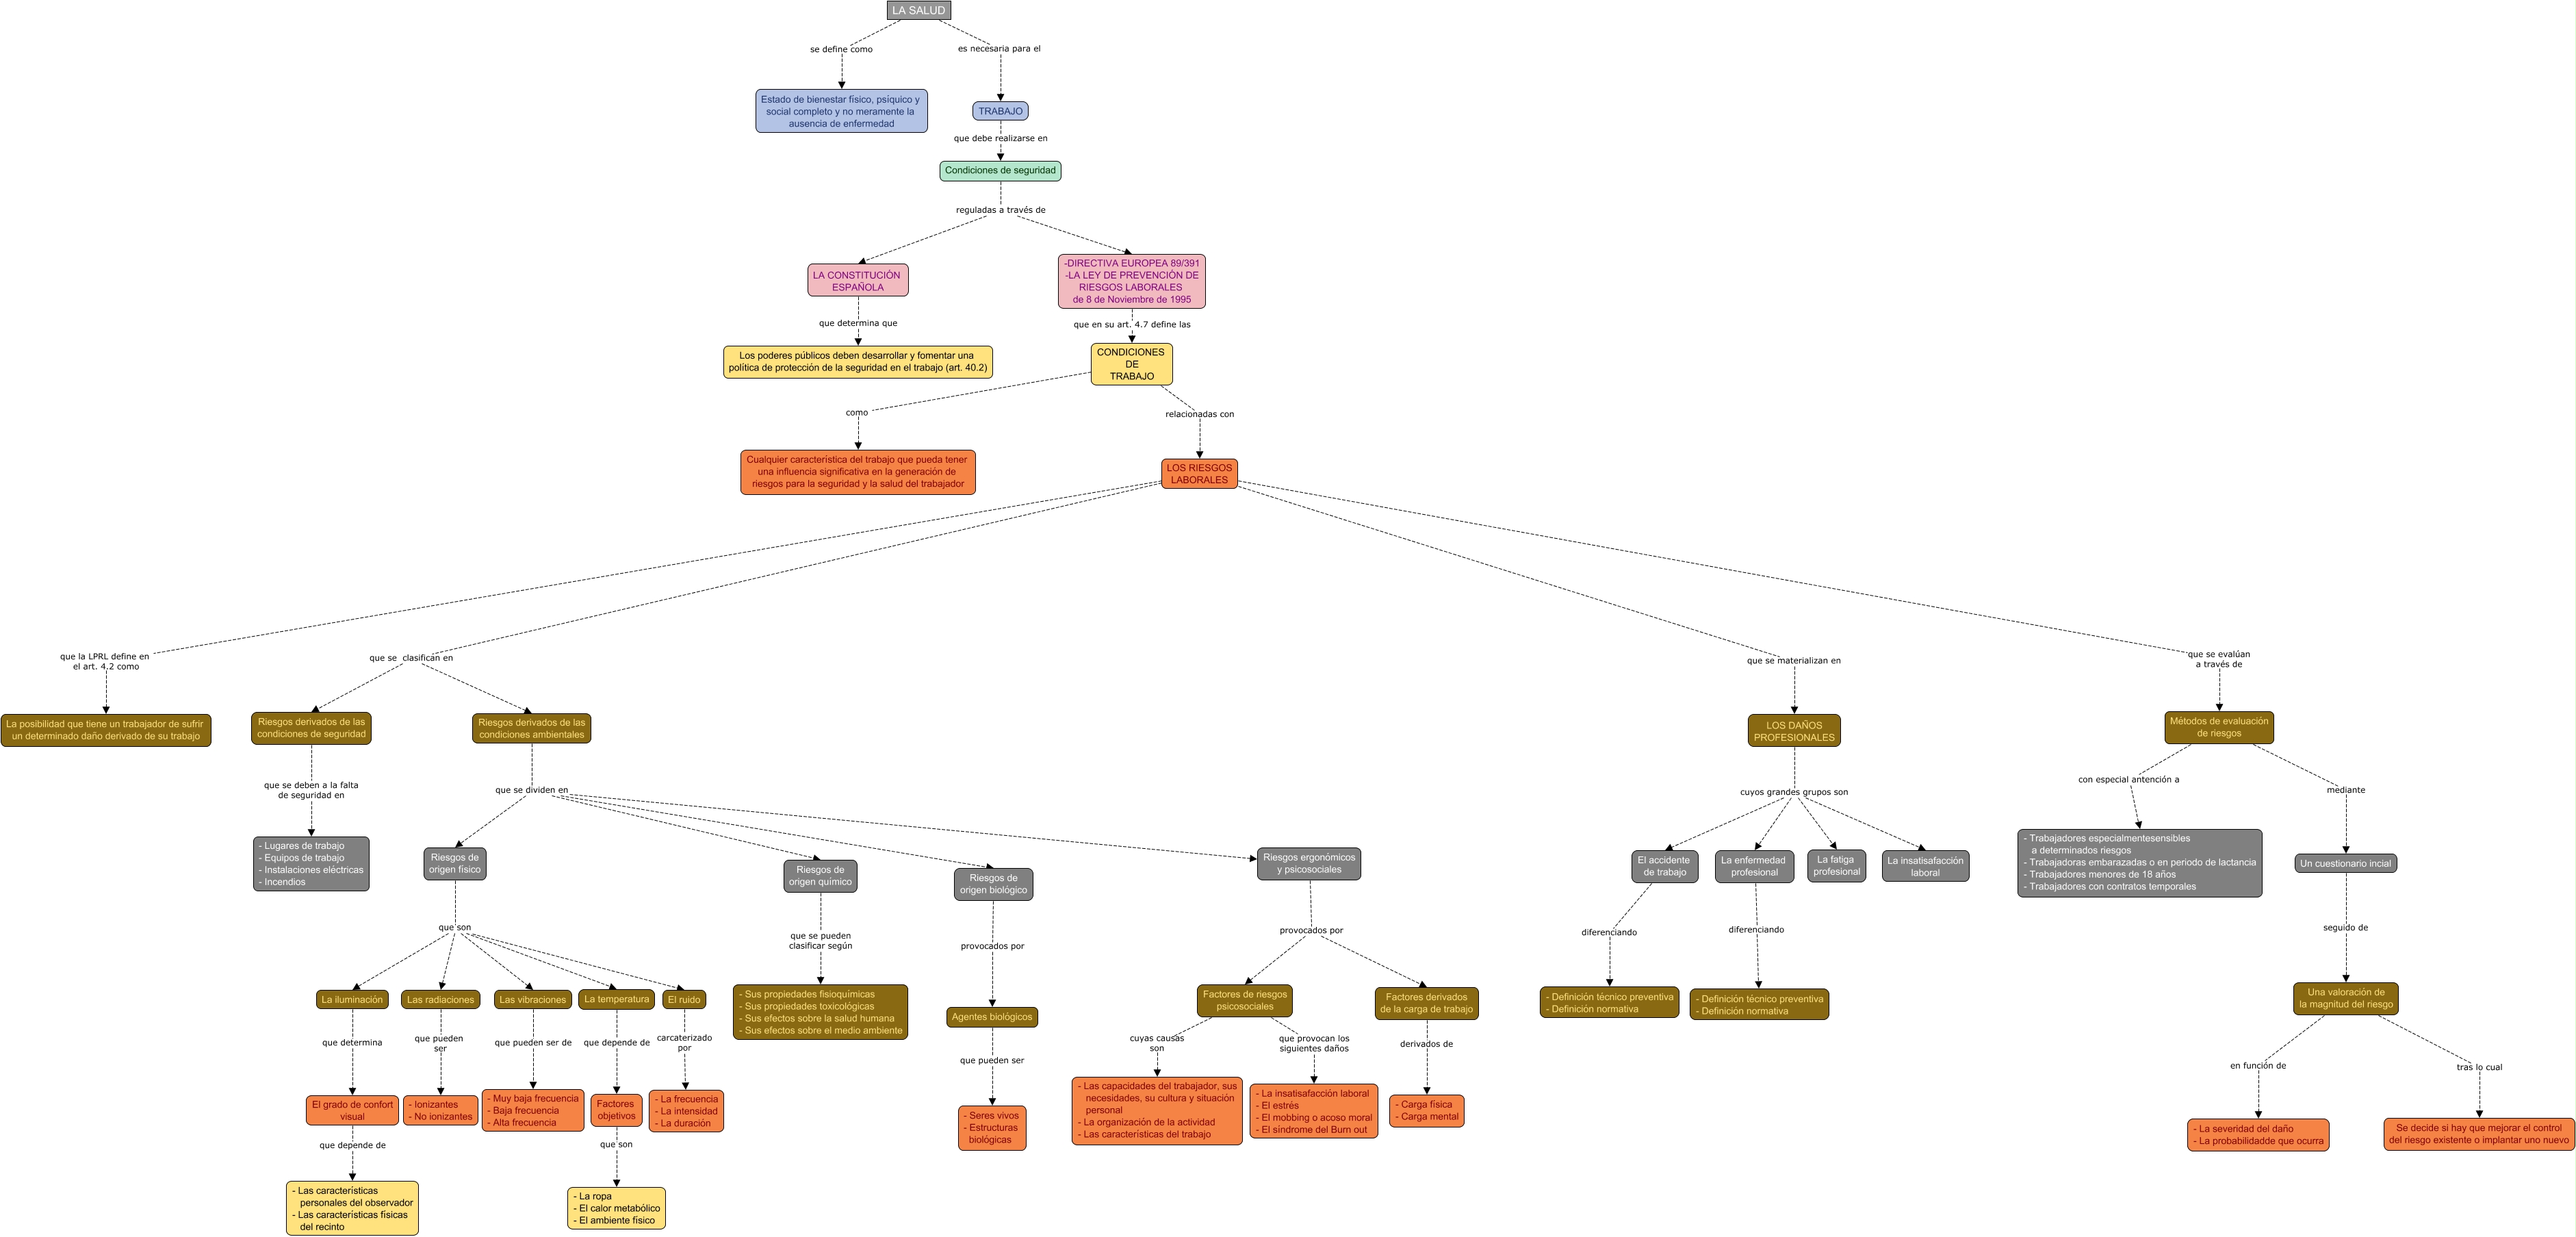 LA SALUD
se define como
es necesaria para el
Estado de bienestar físico, psíquico y
social completo y no meramente la
ausencia de enfermedad
TRABAJO
que debe realizarse en
Condiciones de seguridad
reguladas a través de
LA CONSTITUCIÓN
ESPAÑOLA
-DIRECTIVA EUROPEA 89/391
-LA LEY DE PREVENCIÓN DE
RIESGOS LABORALES
de 8 de Noviembre de 1995
que determina que
que en su art. 4.7 define las
Los poderes públicos deben desarrollar y fomentar una
política de protección de la seguridad en el trabajo (art. 40.2)
CONDICIONES
DE
TRABAJO
como
relacionadas con
Cualquier característica del trabajo que pueda tener
una influencia significativa en la generación de
riesgos para la seguridad y la salud del trabajador
LOS RIESGOS
LABORALES
que la LPRL define en
el art. 4.2 como
que se clasifican en
que se materializan en
que se evalúan
a través de
La posibilidad que tiene un trabajador de sufrir
un determinado daño derivado de su trabajo
Riesgos derivados de las
condiciones de seguridad
Riesgos derivados de las
condiciones ambientales
LOS DAÑOS
PROFESIONALES
Métodos de evaluación
de riesgos
que se deben a la falta
de seguridad en
que se dividen en
cuyos grandes grupos son
con especial antención a
mediante
- Lugares de trabajo
- Equipos de trabajo
- Instalaciones eléctricas
- Incendios
Riesgos de
origen físico
Riesgos de
origen químico
Riesgos de
origen biológico
Riesgos ergonómicos
y psicosociales
El accidente
de trabajo
La enfermedad
profesional
La fatiga
profesional
La insatisafacción
laboral
- Trabajadores especialmentesensibles
a determinados riesgos
- Trabajadoras embarazadas o en periodo de lactancia
- Trabajadores menores de 18 años
- Trabajadores con contratos temporales
Un cuestionario incial
que son
que se pueden
clasificar según
provocados por
provocados por
diferenciando
diferenciando
seguido de
La iluminación
Las radiaciones
Las vibraciones
La temperatura
El ruido
- Sus propiedades fisioquímicas
- Sus propiedades toxicológicas
- Sus efectos sobre la salud humana
- Sus efectos sobre el medio ambiente
Agentes biológicos
Factores de riesgos
psicosociales
Factores derivados
de la carga de trabajo
- Definición técnico preventiva
- Definición normativa
- Definición técnico preventiva
- Definición normativa
Una valoración de
la magnitud del riesgo
que determina
que pueden
ser
que pueden ser de
que depende de
carcaterizado
por
que pueden ser
cuyas causas
son
que provocan los
siguientes daños
derivados de
en función de
tras lo cual
El grado de confort
visual
- Ionizantes
- No ionizantes
- Muy baja frecuencia
- Baja frecuencia
- Alta frecuencia
Factores
objetivos
- La frecuencia
- La intensidad
- La duración
- Seres vivos
- Estructuras
biológicas
- Las capacidades del trabajador, sus
necesidades, su cultura y situación
personal
- La organización de la actividad
- Las características del trabajo
- La insatisafacción laboral
- El estrés
- El mobbing o acoso moral
- El síndrome del Burn out
- Carga física
- Carga mental
- La severidad del daño
- La probabilidadde que ocurra
Se decide si hay que mejorar el control
del riesgo existente o implantar uno nuevo
que depende de
que son
- Las características
personales del observador
- Las características físicas
del recinto
- La ropa
- El calor metabólico
- El ambiente físico